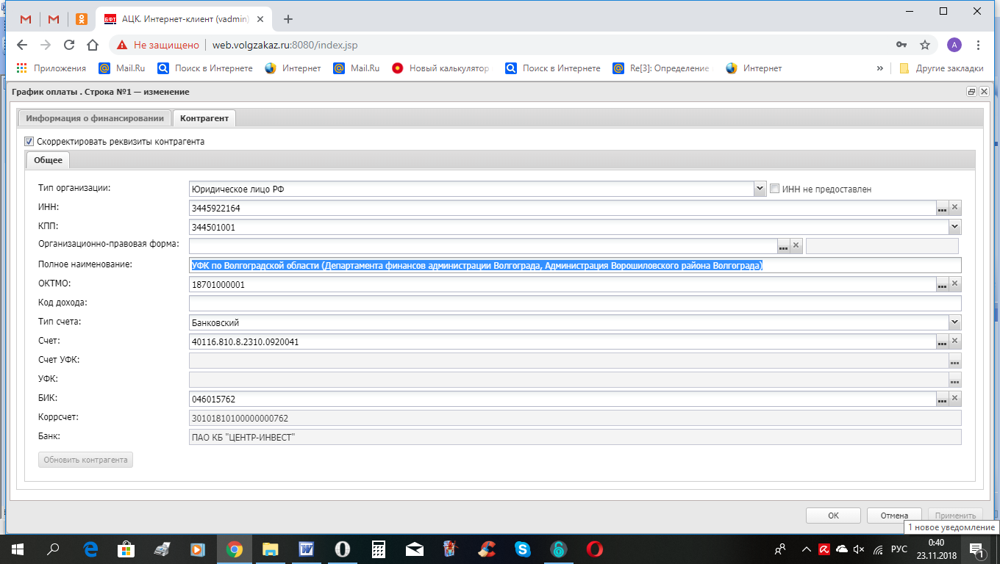 АЦК. Интернет-клиент (vadmin)
Не защищено web.volgzakaz.ru:8080/index.jsp
Приложения Mail.Ru Поиск в Интернете Интернет Mail.Ru Новый калькулятор Поиск в Интернете Re[3]: Определение Интернет » Другие закладки
График оплаты . Строка №1 — изменение
Информация о финансировании Контрагент
Скорректировать реквизиты контрагента
Общее
Тип организации: Юридическое лицо РФ ИНН не предоставлен
ИНН: 3445922164
КПП: 344501001
Организационно-правовая форма:
Полное наименование: УФК по Волгоградской области (Департамента финансов администрации Волгограда, Администрация Ворошиловского района Волгограда)
ОКТМО: 18701000001
Код дохода:
Тип счета: Банковский
Счет: 40116.810.8.2310.0920041
Счет УФК:
УФК:
БИК: 046015762
Коррсчет: 30101810100000000762
Банк: ПАО КБ "ЦЕНТР-ИНВЕСТ"
Обновить контрагента
OK Отмена Применить
1 новое уведомление
РУС 0:40
23.11.2018